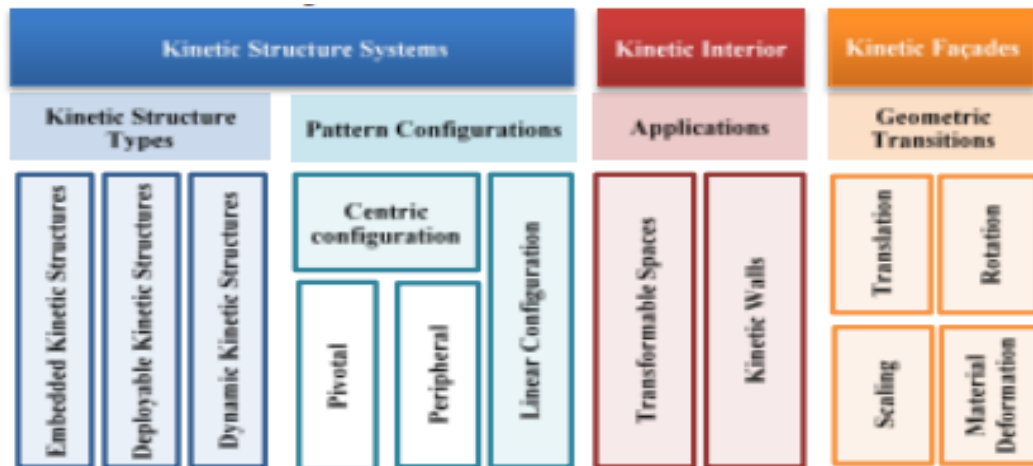 Kinetic Structure Systems
Kinetic Interior
Kinetic Façades
Kinetic Structure
Types
Pattern Configurations
Applications
Geometric
Transitions
Embedded Kinetic Structures
Deployable Kinetic Structures
Dynamic Kinetic Structures
Centric
configuration
Pivotal
Peripheral
Linear Configuration
Transformable Spaces
Kinetic Walls
Translation
Rotation
Scaling
Material
Deformation